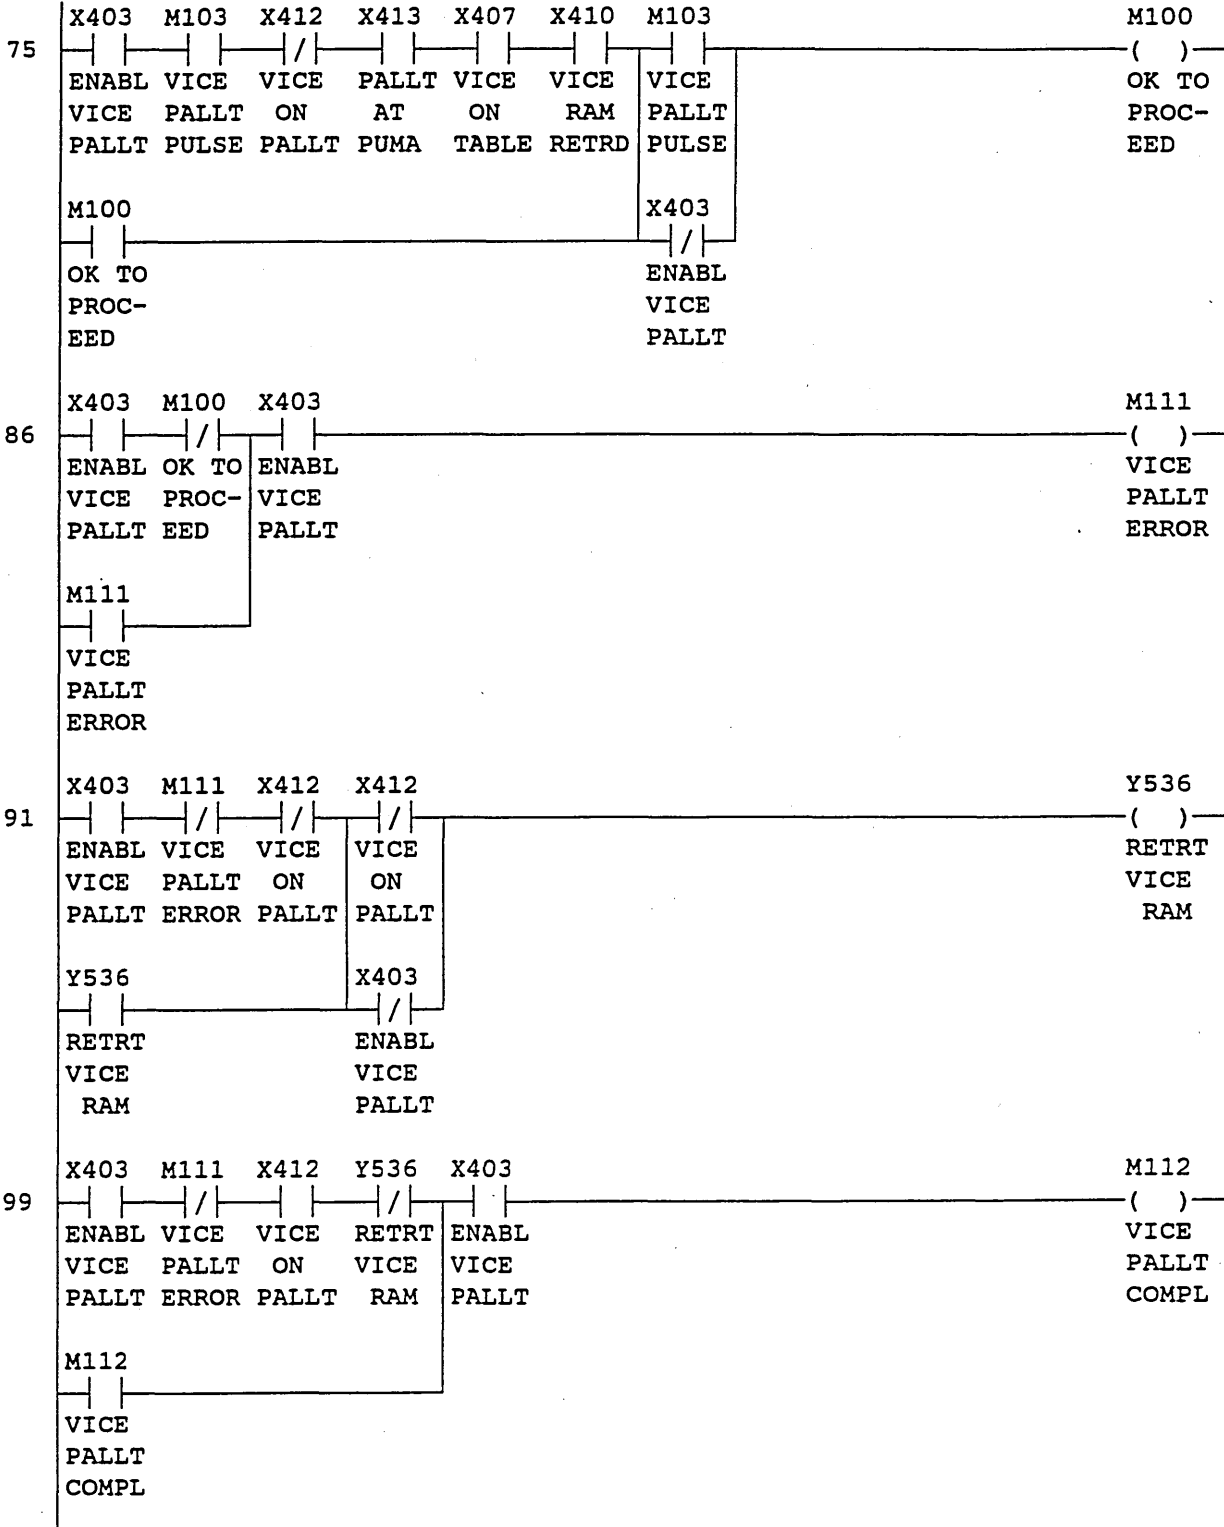 X403 M103 X412 X413 X407 X410 M103 M100
75 ( )
ENABL VICE VICE PALLT VICE VICE VICE OK TO
VICE PALLT ON AT ON RAM PALLT PROC-
PALLT PULSE PALLT PUMA TABLE RETRD PULSE EED
M100 X403
OK TO ENABL
PROC- VICE
EED PALLT
X403 M100 X403 M111
86 ( )
ENABL OK TO ENABL VICE
VICE PROC- VICE PALLT
PALLT EED PALLT ERROR
M111
VICE
PALLT
ERROR
X403 M111 X412 X412 Y536
91 ( )
ENABL VICE VICE VICE RETRT
VICE PALLT ON ON VICE
PALLT ERROR PALLT PALLT RAM
Y536 X403
RETRT ENABL
VICE VICE
RAM PALLT
X403 M111 X412 Y536 X403 M112
99 ( )
ENABL VICE VICE RETRT ENABL VICE
VICE PALLT ON VICE VICE PALLT
PALLT ERROR PALLT RAM PALLT COMPL
M112
VICE
PALLT
COMPL